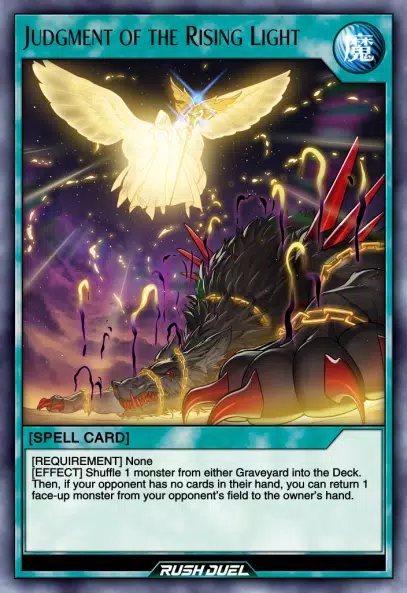 Judgment of the Rising Light
魔
[SPELL CARD]
[REQUIREMENT] None
[EFFECT] Shuffle 1 monster from either Graveyard into the Deck.
Then, if your opponent has no cards in their hand, you can return 1
face-up monster from your opponent's field to the owner's hand.
RUSH DUEL